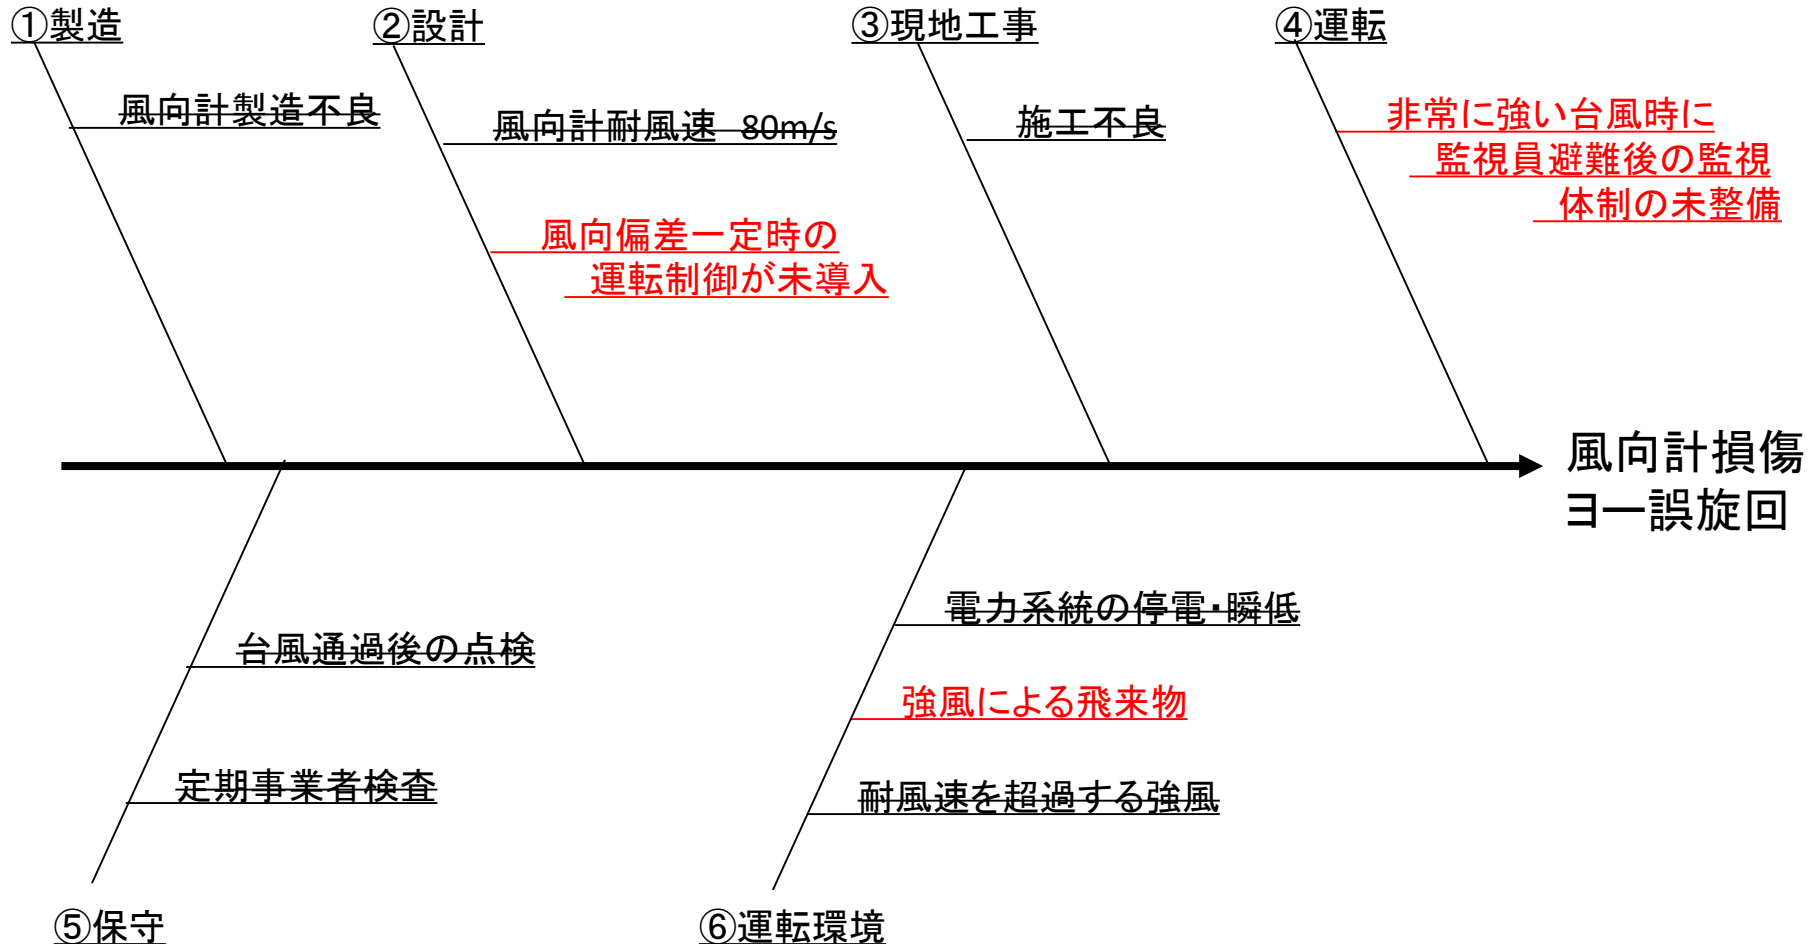 ①製造
②設計
③現地工事
④運転
風向計製造不良
風向計耐風速 80m/s
風向偏差一定時の
運転制御が未導入
施工不良
非常に強い台風時に
監視員避難後の監視
体制の未整備
風向計損傷
ヨー誤旋回
台風通過後の点検
定期事業者検査
電力系統の停電・瞬低
強風による飛来物
耐風速を超過する強風
⑤保守
⑥運転環境